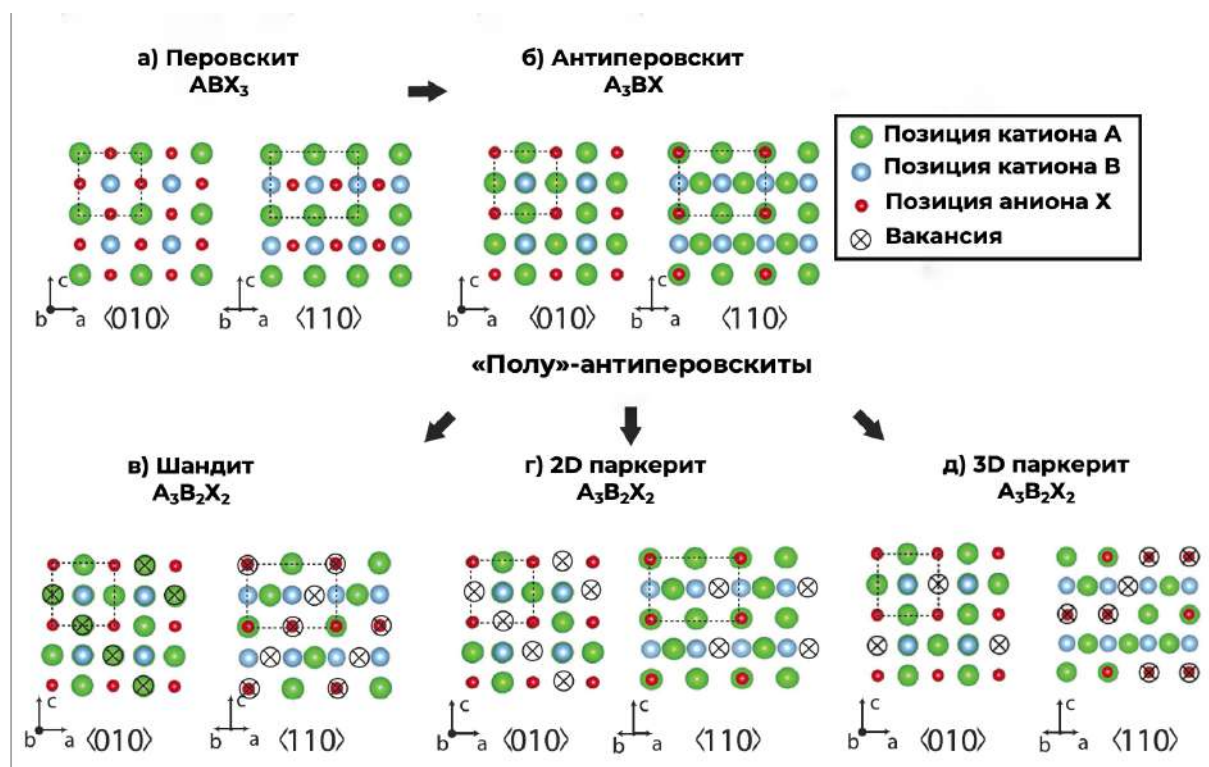 а) Перовскит
ABX₃
б) Антиперовскит
A₃BX
Позиция катиона А
Позиция катиона В
Позиция аниона Х
Вакансия
c
b a ⟨010⟩
c
b a ⟨110⟩
c
b a ⟨010⟩
c
b a ⟨110⟩
«Полу»-антиперовскиты
в) Шандит
A₃B₂X₂
г) 2D паркерит
A₃B₂X₂
д) 3D паркерит
A₃B₂X₂
c
b a ⟨010⟩
c
b a ⟨110⟩
c
b a ⟨010⟩
c
b a ⟨110⟩
c
b a ⟨010⟩
c
b a ⟨110⟩